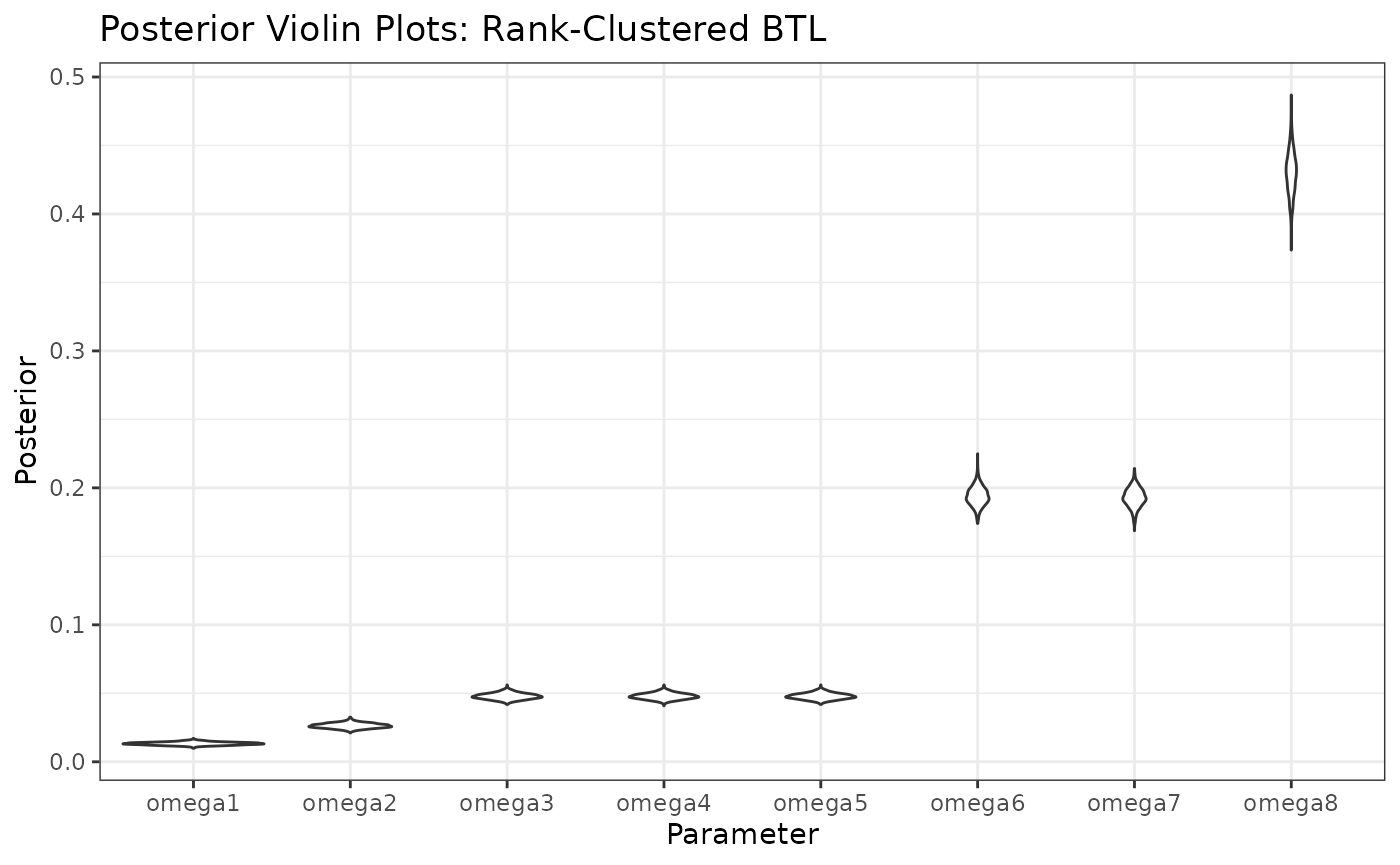 Posterior Violin Plots: Rank-Clustered BTL
Posterior
0.5
0.4
0.3
0.2
0.1
0.0
omega1 omega2 omega3 omega4 omega5 omega6 omega7 omega8
Parameter